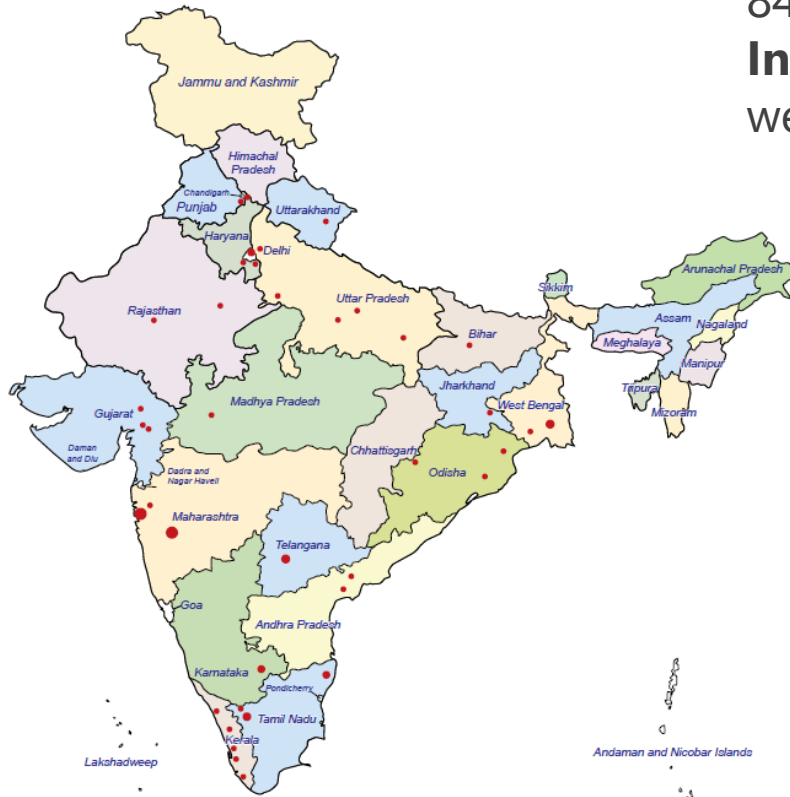 84
In
we
Jammu and Kashmir
Himachal
Pradesh
Chandigarh
Punjab
Uttarakhand
Haryana
Delhi
Rajasthan
Uttar Pradesh
Bihar
Sikkim
Arunachal Pradesh
Assam
Nagaland
Meghalaya
Manipur
Tripura
Mizoram
Gujarat
Madhya Pradesh
Jharkhand
West Bengal
Daman
and Diu
Chhattisgarh
Odisha
Dadra and
Nagar Haveli
Maharashtra
Telangana
Goa
Andhra Pradesh
Karnataka
Pondicherry
Tamil Nadu
Kerala
Lakshadweep
Andaman and Nicobar Islands